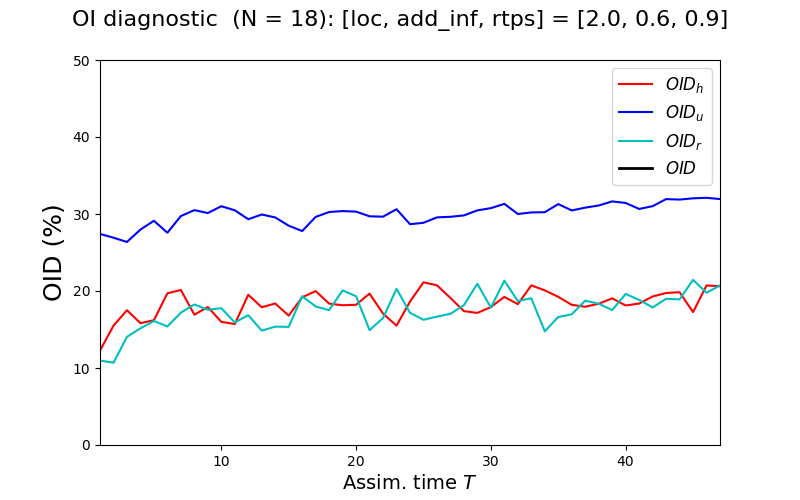 OI diagnostic (N = 18): [loc, add_inf, rtps] = [2.0, 0.6, 0.9]
50
40
30
20
10
0
OID (%)
OID_h
OID_u
OID_r
OID
10 20 30 40
Assim. time T